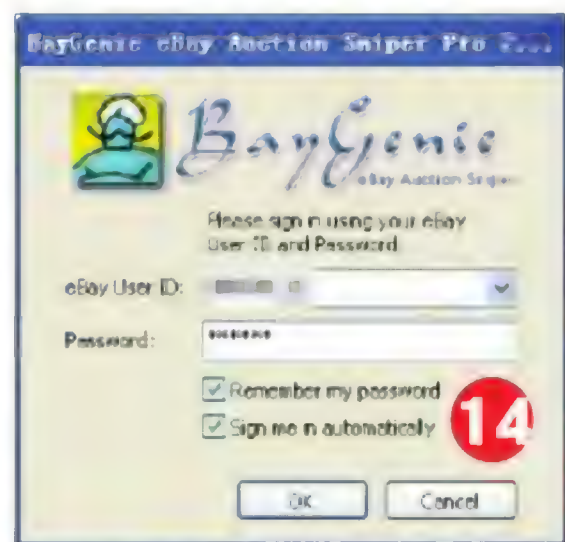 BayGenie eBay Auction Sniper Pro
BayGenie
eBay Auction Sniper
Please sign in using your eBay
User ID and Password
eBay User ID:
Password:
********
Remember my password
Sign me in automatically
14
OK
Cancel